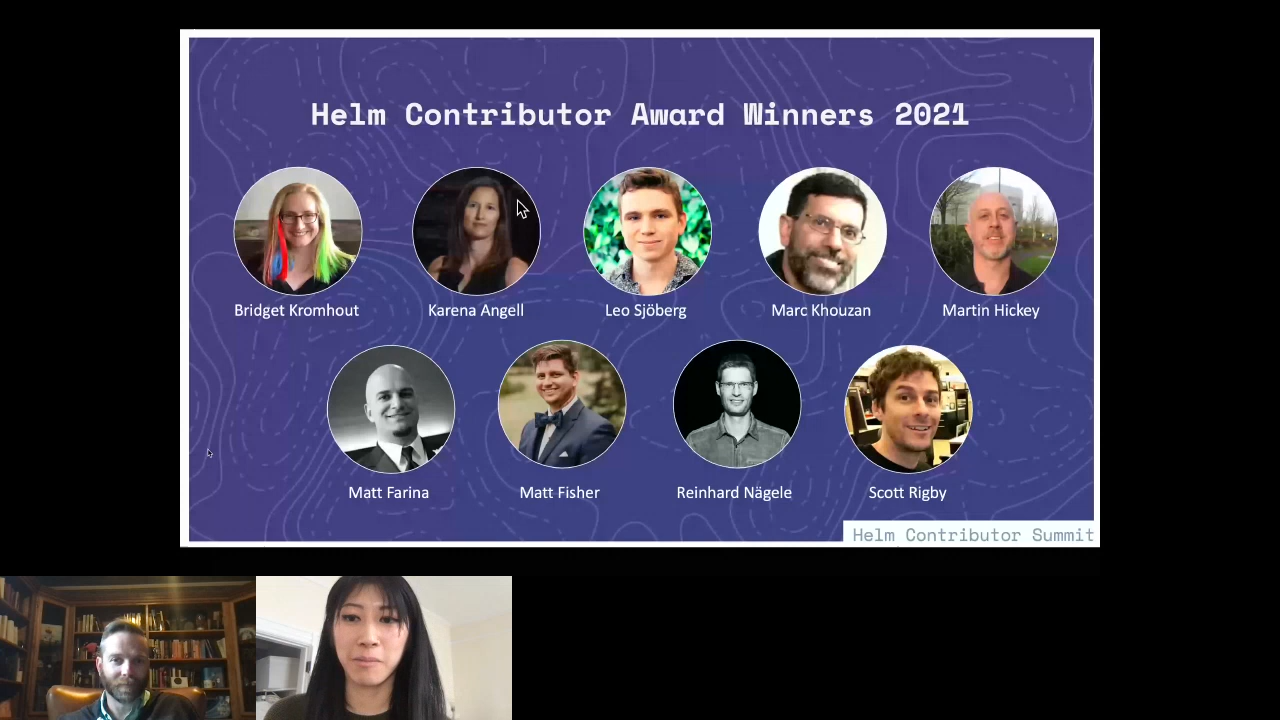 Helm Contributor Award Winners 2021
Bridget Kromhout
Karena Angell
Leo Sjöberg
Marc Khouzan
Martin Hickey
Matt Farina
Matt Fisher
Reinhard Nägele
Scott Rigby
Helm Contributor Summit